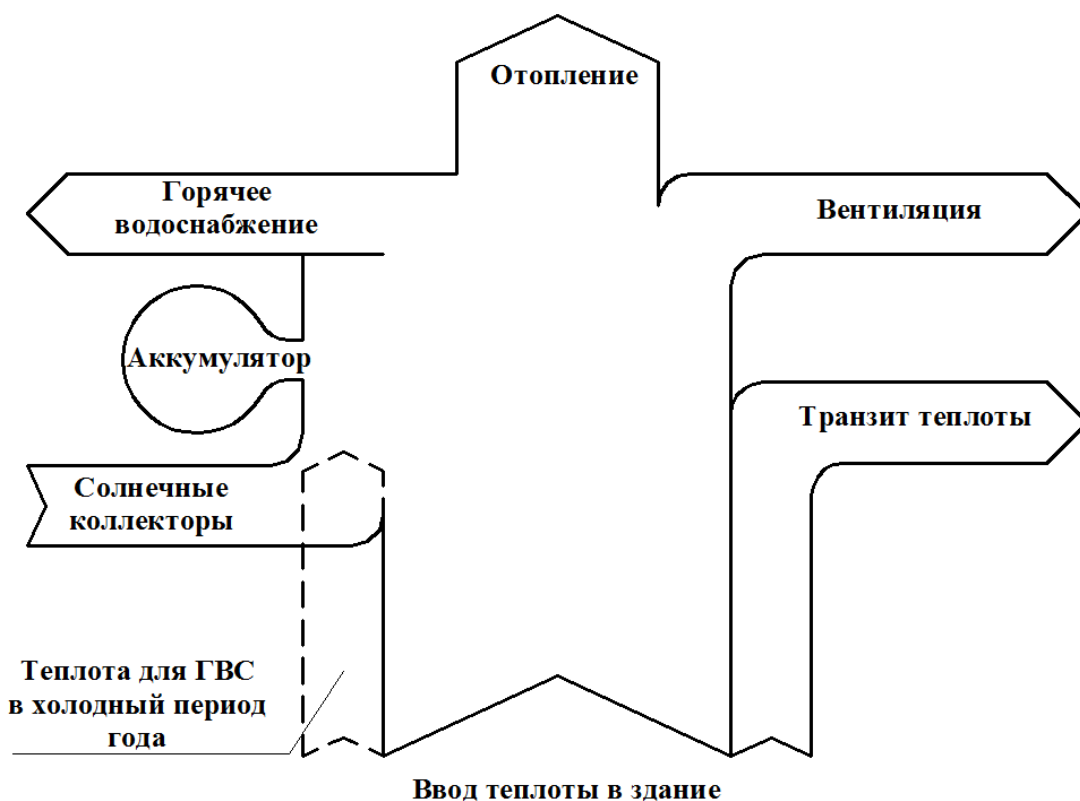 Отопление
Горячее
водоснабжение
Вентиляция
Аккумулятор
Транзит теплоты
Солнечные
коллекторы
Теплота для ГВС
в холодный период
года
Ввод теплоты в здание